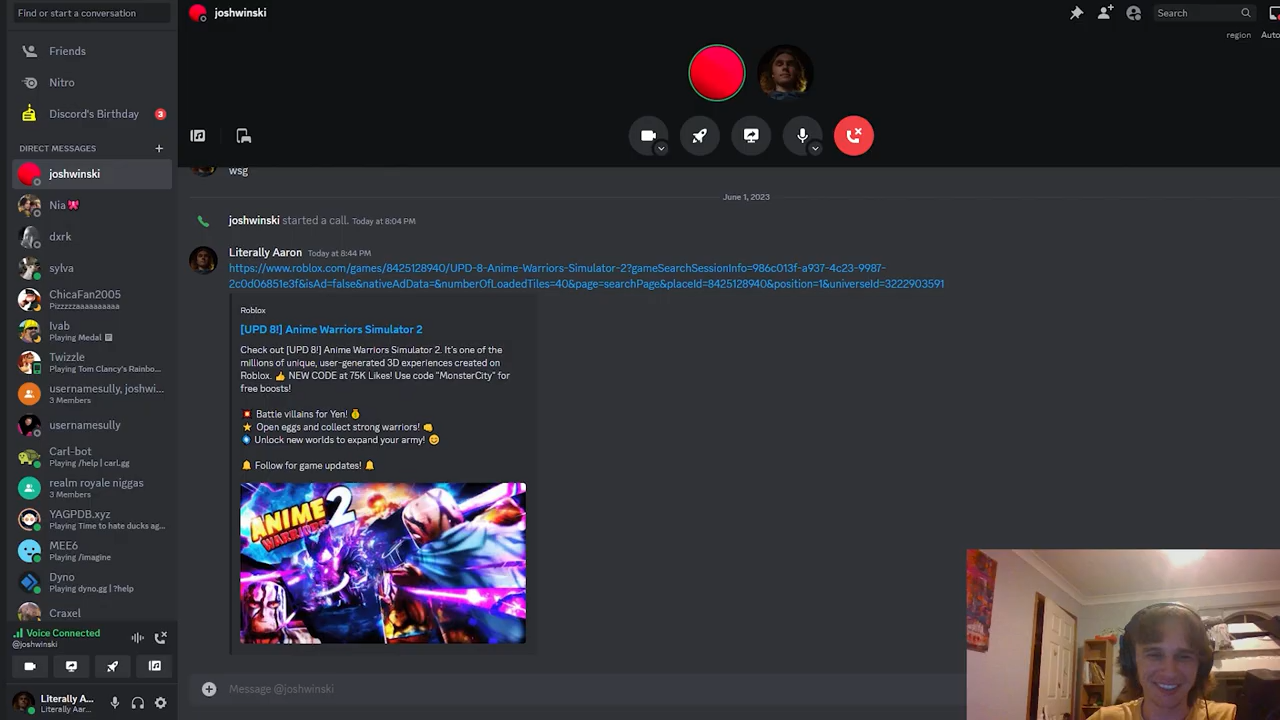 Find or start a conversation
Friends
Nitro
Discord's Birthday
3
DIRECT MESSAGES
joshwinski
Nia
dxrk
sylva
ChicaFan2005
Pizzzzzaaaaaaaaa
Ivab
Playing Medal
Twizzle
Playing Tom Clancy's Rainbo...
usernamesully, joshwi...
3 Members
usernamesully
Carl-bot
Playing /help | carl.gg
realm royale niggas
3 Members
YAGPDB.xyz
Playing Time to hate ducks ag...
MEE6
Playing /imagine
Dyno
Playing dyno.gg | ?help
Craxel
Voice Connected
@joshwinski
Literally A...
Literally Aar...
joshwinski
Search
region
Auto
wsg
June 1, 2023
joshwinski started a call. Today at 8:04 PM
Literally Aaron Today at 8:44 PM
https://www.roblox.com/games/8425128940/UPD-8-Anime-Warriors-Simulator-2?gameSearchSessionInfo=986c013f-a937-4c23-9987-
2c0d06851e3f&isAd=false&nativeAdData=&numberOfLoadedTiles=40&page=searchPage&placeId=8425128940&position=1&universeId=3222903591
Roblox
[UPD 8!] Anime Warriors Simulator 2
Check out [UPD 8!] Anime Warriors Simulator 2. It's one of the
millions of unique, user-generated 3D experiences created on
Roblox. 👍 NEW CODE at 75K Likes! Use code "MonsterCity" for
free boosts!
💥 Battle villains for Yen! 💰
⭐ Open eggs and collect strong warriors! 👊
💠 Unlock new worlds to expand your army! 😄
🔔 Follow for game updates! 🔔
ANIME
WARRIORS
2
Message @joshwinski